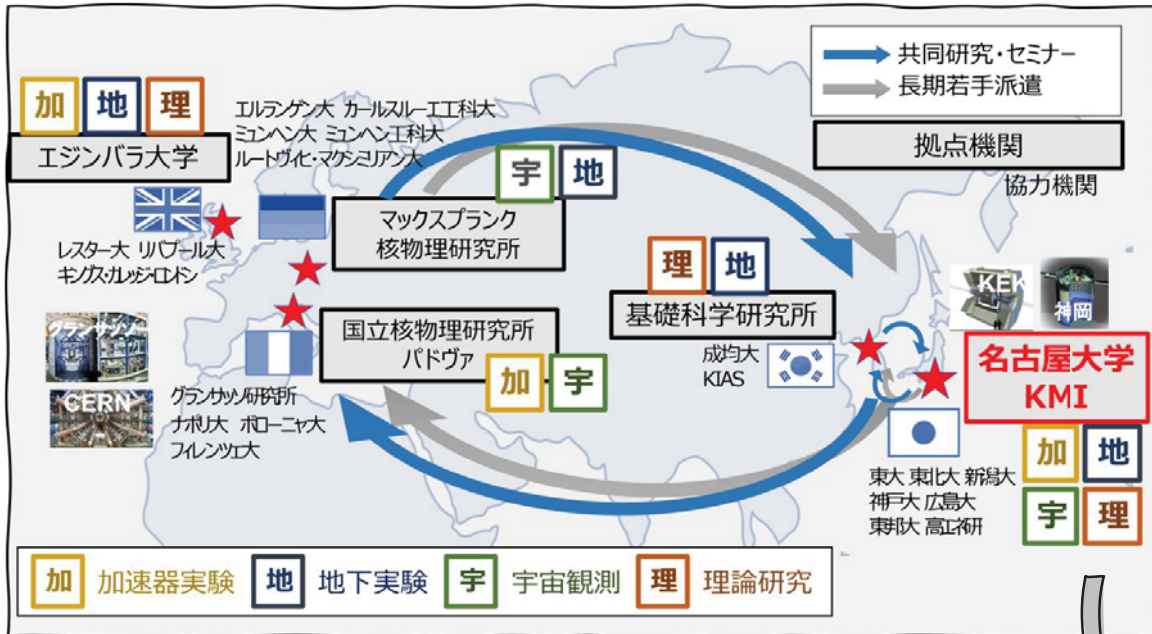 共同研究・セミナー
長期若手派遣
拠点機関
協力機関
加 地 理
エジンバラ大学
レスター大 リバプール大
キングス・カレッジ・ロンドン
エルランゲン大 カールスルーエ工科大
ミュンヘン大 ミュンヘン工科大
ルートヴィヒ・マクシミリアン大
宇 地
マックスプランク
核物理研究所
国立核物理研究所
パドヴァ
加 宇
グランサッソ
CERN
グランサッソ研究所
ナポリ大 ボローニャ大
フィレンツェ大
理 地
基礎科学研究所
成均大
KIAS
KEK
神岡
名古屋大学
KMI
加 地
宇 理
東大 東北大 新潟大
神戸大 広島大
東邦大 高エネ研
加 加速器実験 地 地下実験 宇 宇宙観測 理 理論研究